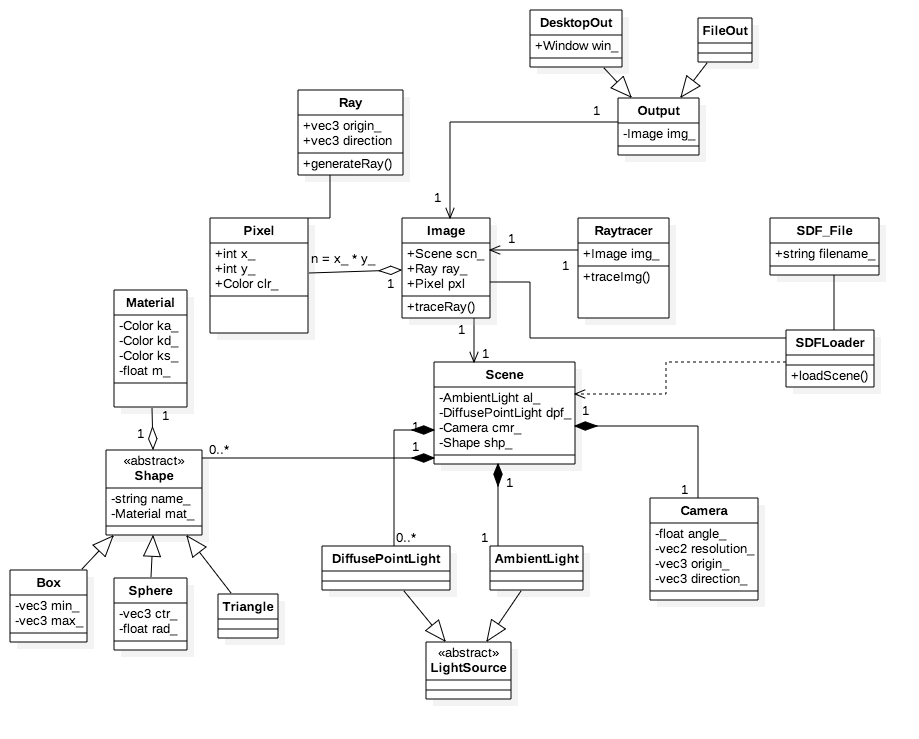 DesktopOut
+Window win_
FileOut
Output
-Image img_
1
1
Ray
+vec3 origin_
+vec3 direction
+generateRay()
Pixel
+int x_
+int y_
+Color clr_
n = x_ * y_
1
Image
+Scene scn_
+Ray ray_
+Pixel pxl
+traceRay()
1
1
Raytracer
+Image img_
+traceImg()
SDF_File
+string filename_
SDFLoader
+loadScene()
1
1
Scene
-AmbientLight al_
-DiffusePointLight dpf_
-Camera cmr_
-Shape shp_
1
1
1
1
Material
-Color ka_
-Color kd_
-Color ks_
-float m_
1
1
0..*
«abstract»
Shape
-string name_
-Material mat_
Box
-vec3 min_
-vec3 max_
Sphere
-vec3 ctr_
-float rad_
Triangle
0..*
DiffusePointLight
1
AmbientLight
1
Camera
-float angle_
-vec2 resolution_
-vec3 origin_
-vec3 direction_
«abstract»
LightSource